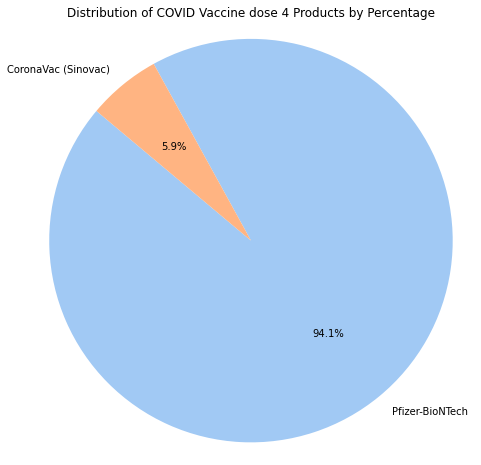 Distribution of COVID Vaccine dose 4 Products by Percentage
CoronaVac (Sinovac)
5.9%
94.1%
Pfizer-BioNTech